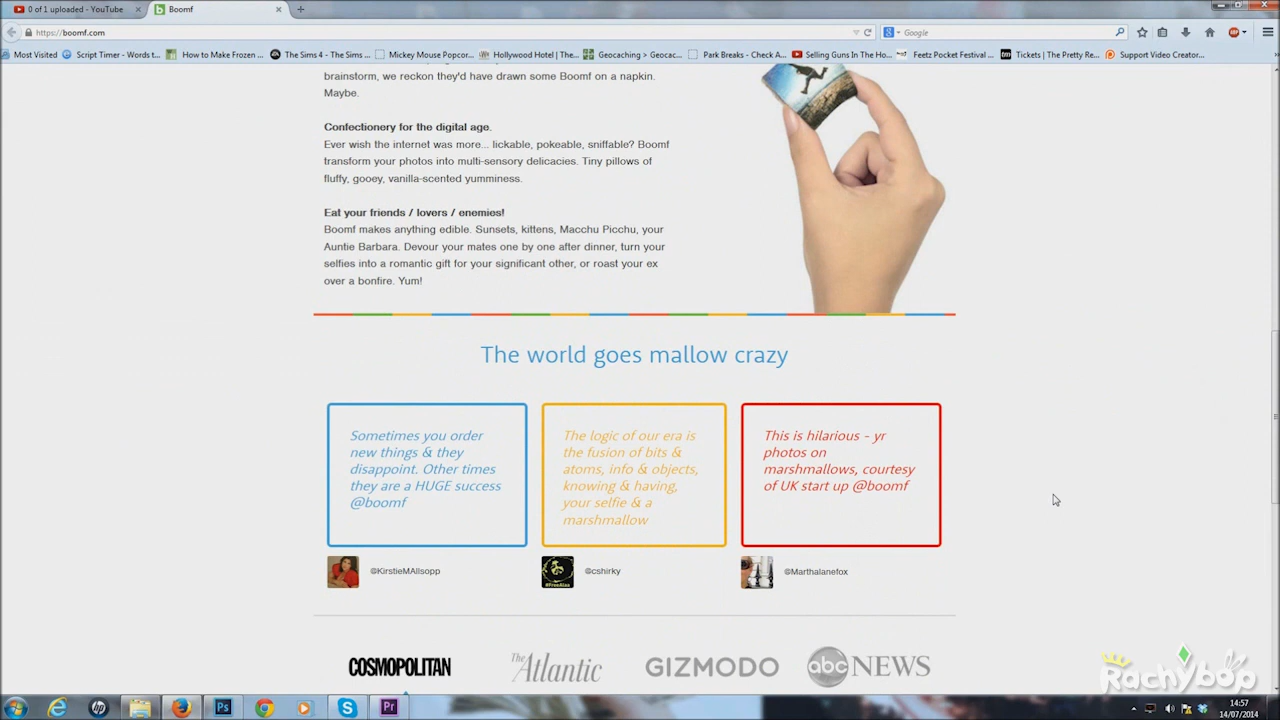 0 of 1 uploaded - YouTube
Boomf
https://boomf.com
Google
Most Visited
Script Timer - Words t...
How to Make Frozen ...
The Sims 4 - The Sims ...
Mickey Mouse Popcor...
Hollywood Hotel | The...
Geocaching > Geocac...
Park Breaks - Check A...
Selling Guns In The Ho...
Feetz Pocket Festival ...
Tickets | The Pretty Re...
Support Video Creator...
brainstorm, we reckon they'd have drawn some Boomf on a napkin.
Maybe.
Confectionery for the digital age.
Ever wish the internet was more... lickable, pokeable, sniffable? Boomf
transform your photos into multi-sensory delicacies. Tiny pillows of
fluffy, gooey, vanilla-scented yumminess.
Eat your friends / lovers / enemies!
Boomf makes anything edible. Sunsets, kittens, Macchu Picchu, your
Auntie Barbara. Devour your mates one by one after dinner, turn your
selfies into a romantic gift for your significant other, or roast your ex
over a bonfire. Yum!
The world goes mallow crazy
Sometimes you order
new things & they
disappoint. Other times
they are a HUGE success
@boomf
@KirstieMAllsopp
The logic of our era is
the fusion of bits &
atoms, info & objects,
knowing & having,
your selfie & a
marshmallow
@cshirky
This is hilarious - yr
photos on
marshmallows, courtesy
of UK start up @boomf
@Marthalanefox
COSMOPOLITAN
The Atlantic
GIZMODO
abc NEWS
Rachybop
14:57
14/07/2014